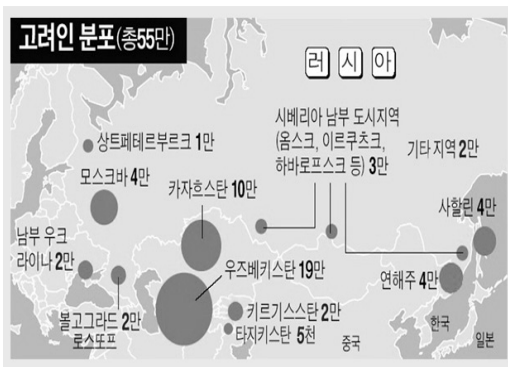 고려인 분포(총55만)
러시아
상트페테르부르크 1만
모스크바 4만
카자흐스탄 10만
시베리아 남부 도시지역
(옴스크, 이르쿠츠크,
하바로프스크 등) 3만
기타 지역 2만
사할린 4만
남부 우크
라이나 2만
우즈베키스탄 19만
연해주 4만
볼고그라드 2만
로스또프
키르기스스탄 2만
타지키스탄 5천
중국
한국
일본